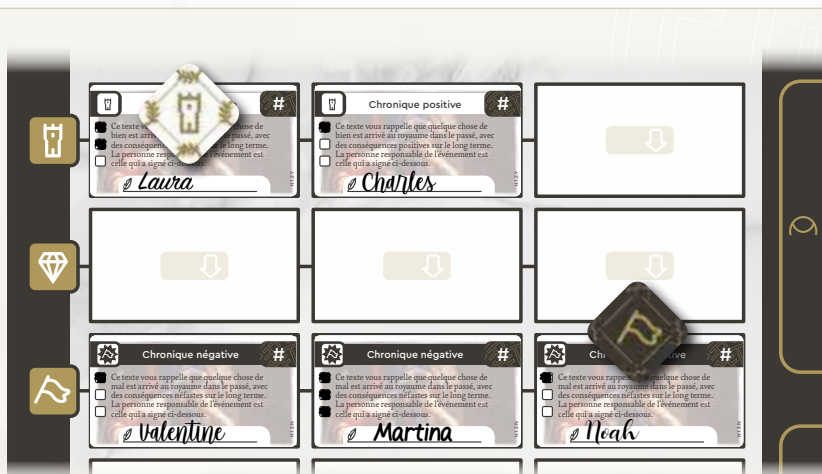 #
Ce texte vous rappelle que quelque chose de
bien est arrivé au royaume dans le passé, avec
des conséquences positives sur le long terme.
La personne responsable de l'événement est
celle qui a signé ci-dessous.
Laura
Chronique positive #
Ce texte vous rappelle que quelque chose de
bien est arrivé au royaume dans le passé, avec
des conséquences positives sur le long terme.
La personne responsable de l'événement est
celle qui a signé ci-dessous.
Charles
Chronique négative #
Ce texte vous rappelle que quelque chose de
mal est arrivé au royaume dans le passé, avec
des conséquences néfastes sur le long terme.
La personne responsable de l'événement est
celle qui a signé ci-dessous.
Valentine
Chronique négative #
Ce texte vous rappelle que quelque chose de
mal est arrivé au royaume dans le passé, avec
des conséquences néfastes sur le long terme.
La personne responsable de l'événement est
celle qui a signé ci-dessous.
Martina
#
Ce texte vous rappelle que quelque chose de
mal est arrivé au royaume dans le passé, avec
des conséquences néfastes sur le long terme.
La personne responsable de l'événement est
celle qui a signé ci-dessous.
Noah